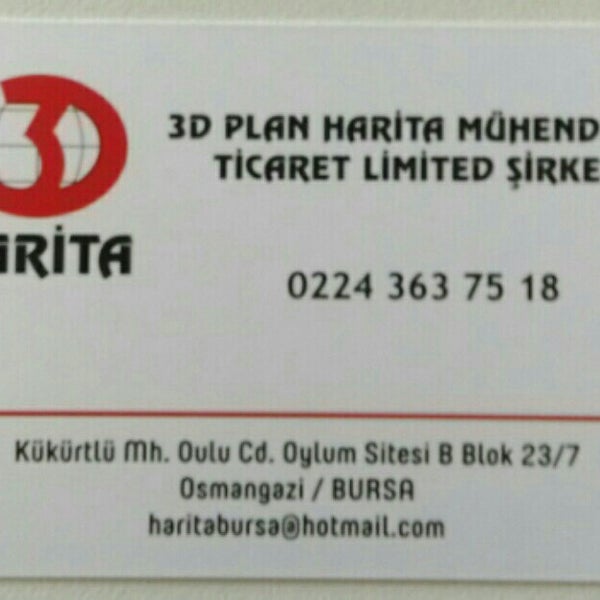 3D
3D PLAN HARİTA MÜHEND
TİCARET LİMİTED ŞİRKE
RİTA
0224 363 75 18
Kükürtlü Mh. Oulu Cd. Oylum Sitesi B Blok 23/7
Osmangazi / BURSA
haritabursa@hotmail.com